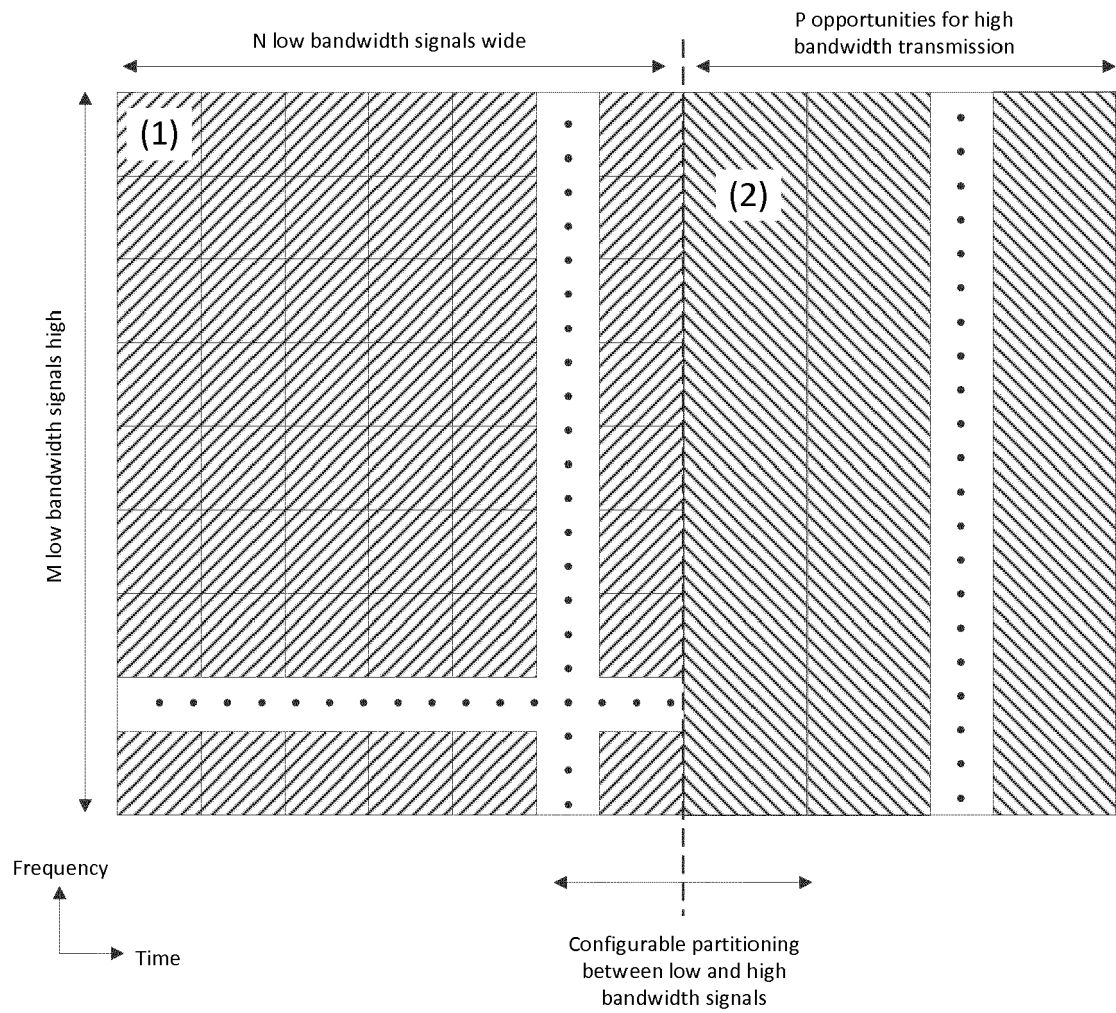 N low bandwidth signals wide
P opportunities for high
bandwidth transmission
(1)
(2)
M low bandwidth signals high
Frequency
Time
Configurable partitioning
between low and high
bandwidth signals